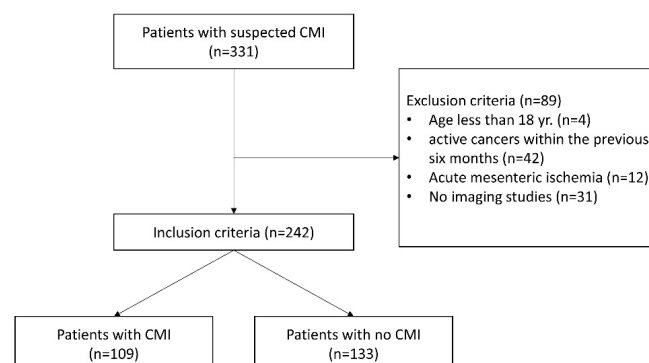 Patients with suspected CMI
(n=331)
Exclusion criteria (n=89)
• Age less than 18 yr. (n=4)
• active cancers within the previous
six months (n=42)
• Acute mesenteric ischemia (n=12)
• No imaging studies (n=31)
Inclusion criteria (n=242)
Patients with CMI
(n=109)
Patients with no CMI
(n=133)